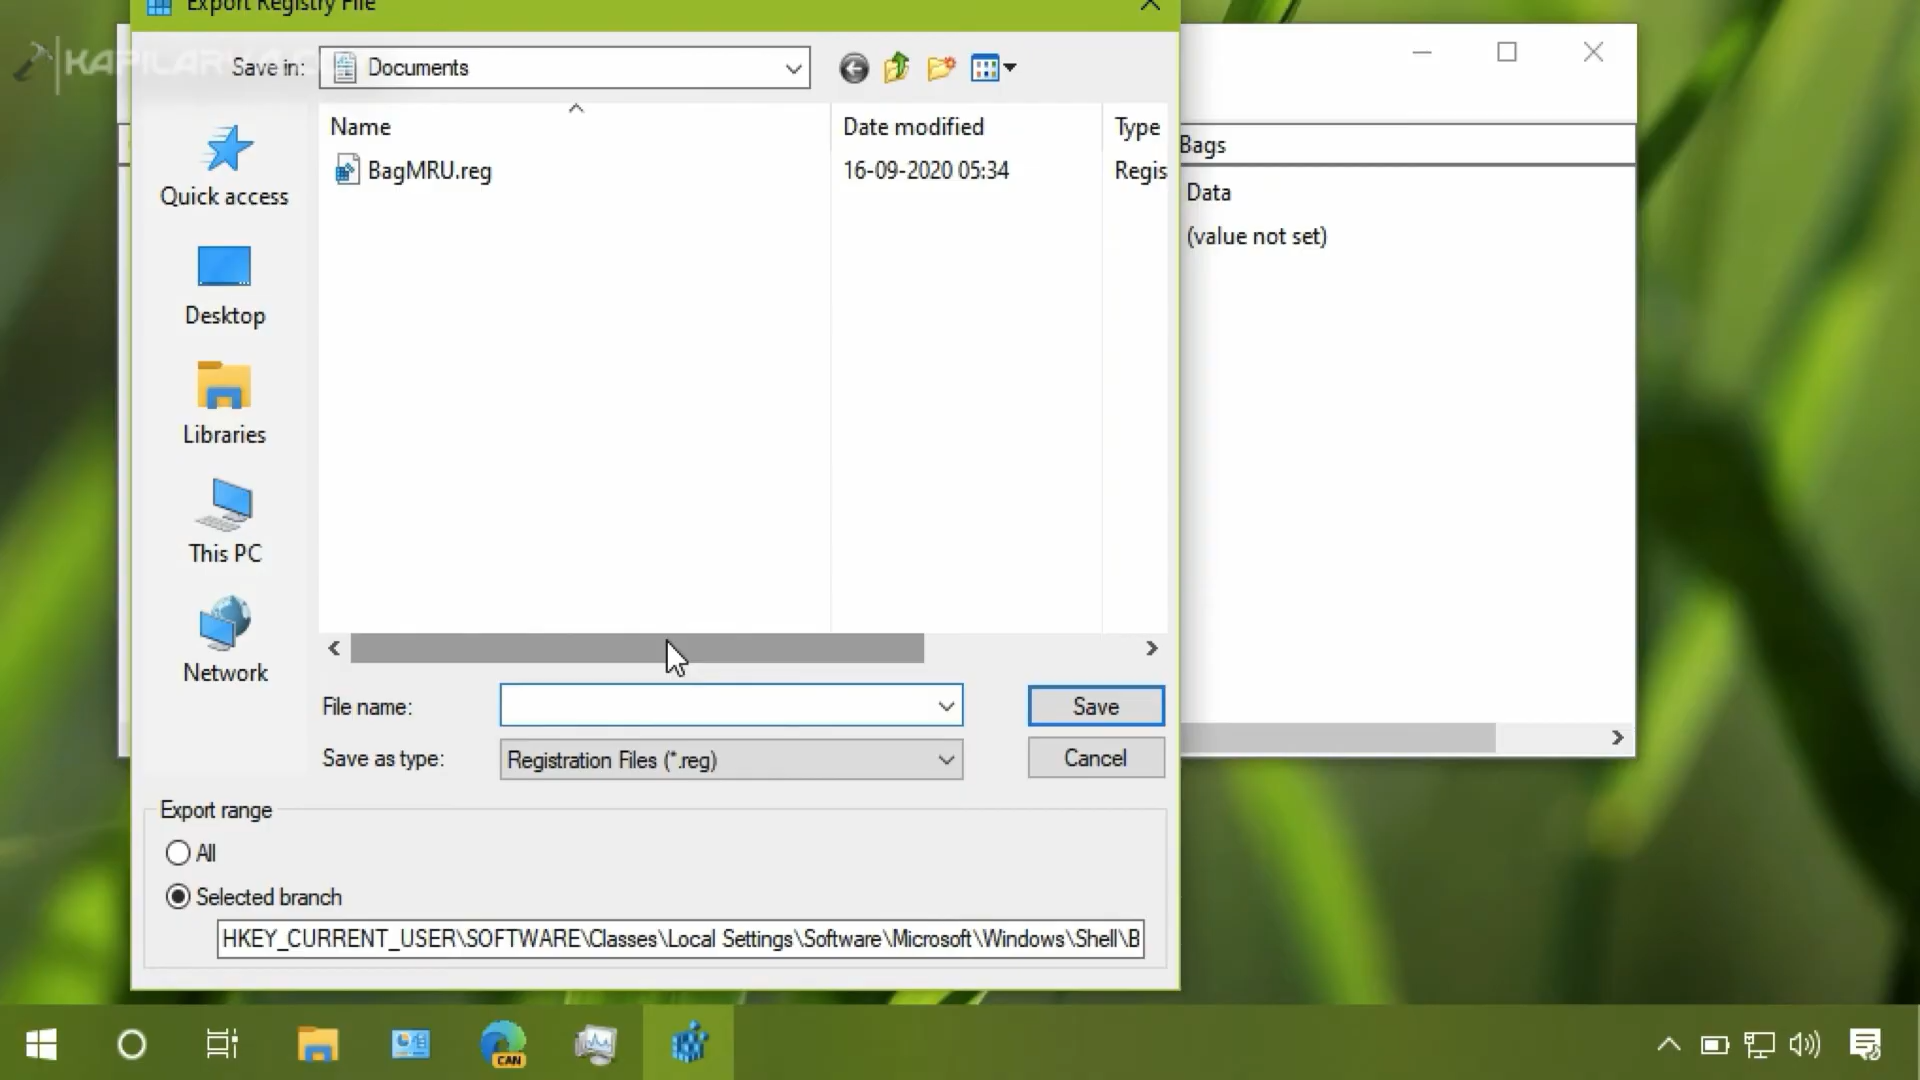 Export Registry File
KAPILARYA
Save in:
Documents
Name
Date modified
Type
BagMRU.reg
16-09-2020 05:34
Regis
Quick access
Desktop
Libraries
This PC
Network
File name:
Save
Save as type:
Registration Files (*.reg)
Cancel
Export range
All
Selected branch
HKEY_CURRENT_USER\SOFTWARE\Classes\Local Settings\Software\Microsoft\Windows\Shell\B
Bags
Data
(value not set)
CAN